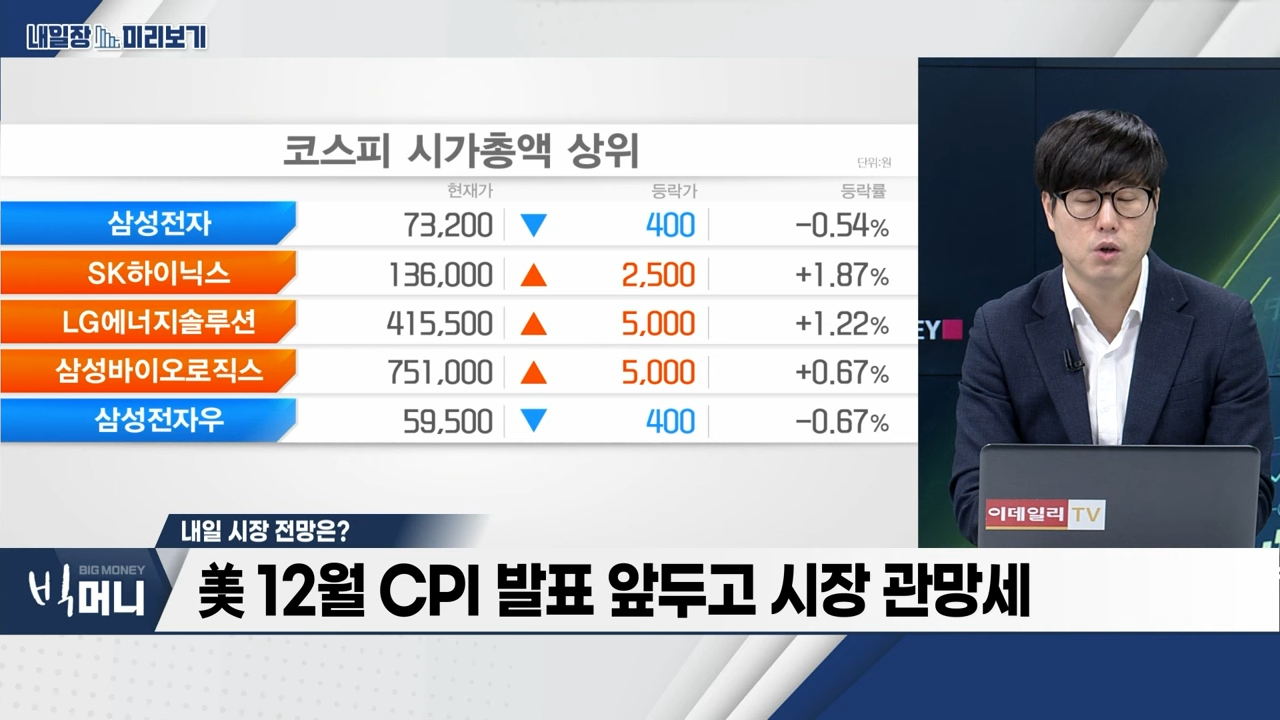 내일장 미리보기
코스피 시가총액 상위
단위:원
현재가 등락가 등락률
삼성전자 73,200 ▼ 400 -0.54%
SK하이닉스 136,000 ▲ 2,500 +1.87%
LG에너지솔루션 415,500 ▲ 5,000 +1.22%
삼성바이오로직스 751,000 ▲ 5,000 +0.67%
삼성전자우 59,500 ▼ 400 -0.67%
EY
이데일리 TV
내일 시장 전망은?
BIG MONEY
빅머니
美 12월 CPI 발표 앞두고 시장 관망세